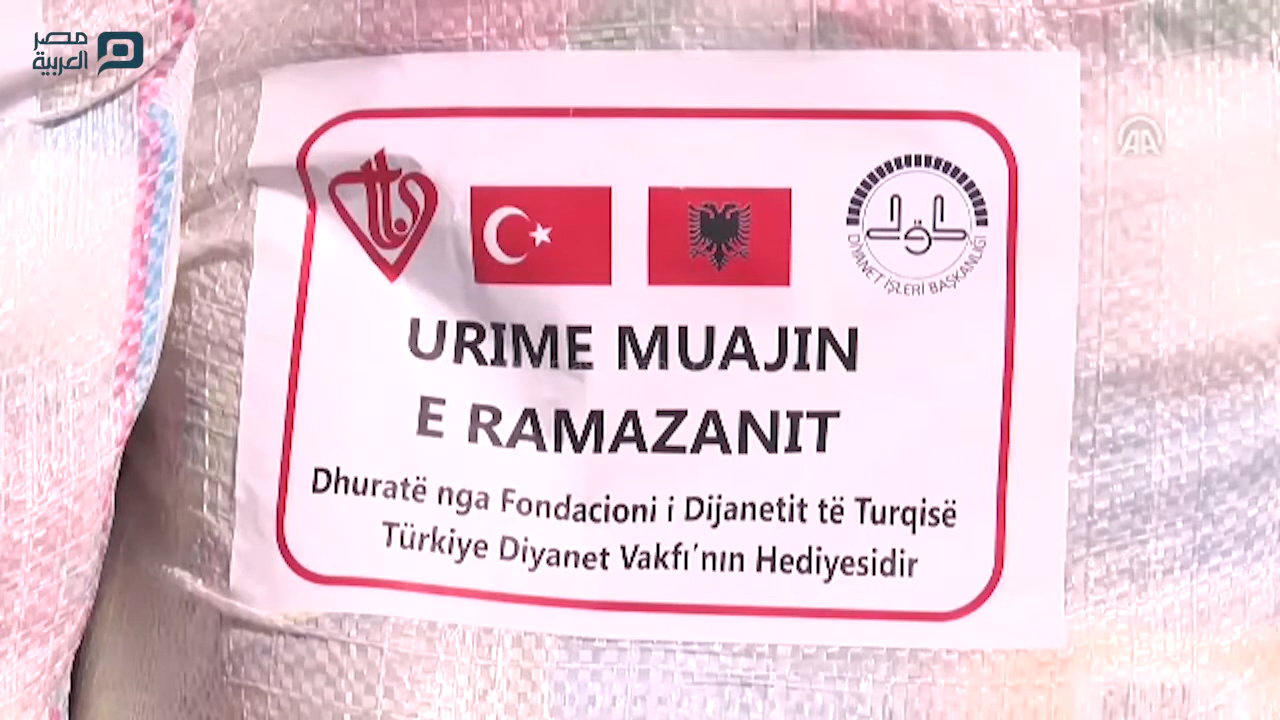 مصر
العربية
AA
DİYANET İŞLERİ BAŞKANLIĞI
URIME MUAJIN
E RAMAZANIT
Dhuratë nga Fondacioni i Dijanetit të Turqisë
Türkiye Diyanet Vakfı'nın Hediyesidir